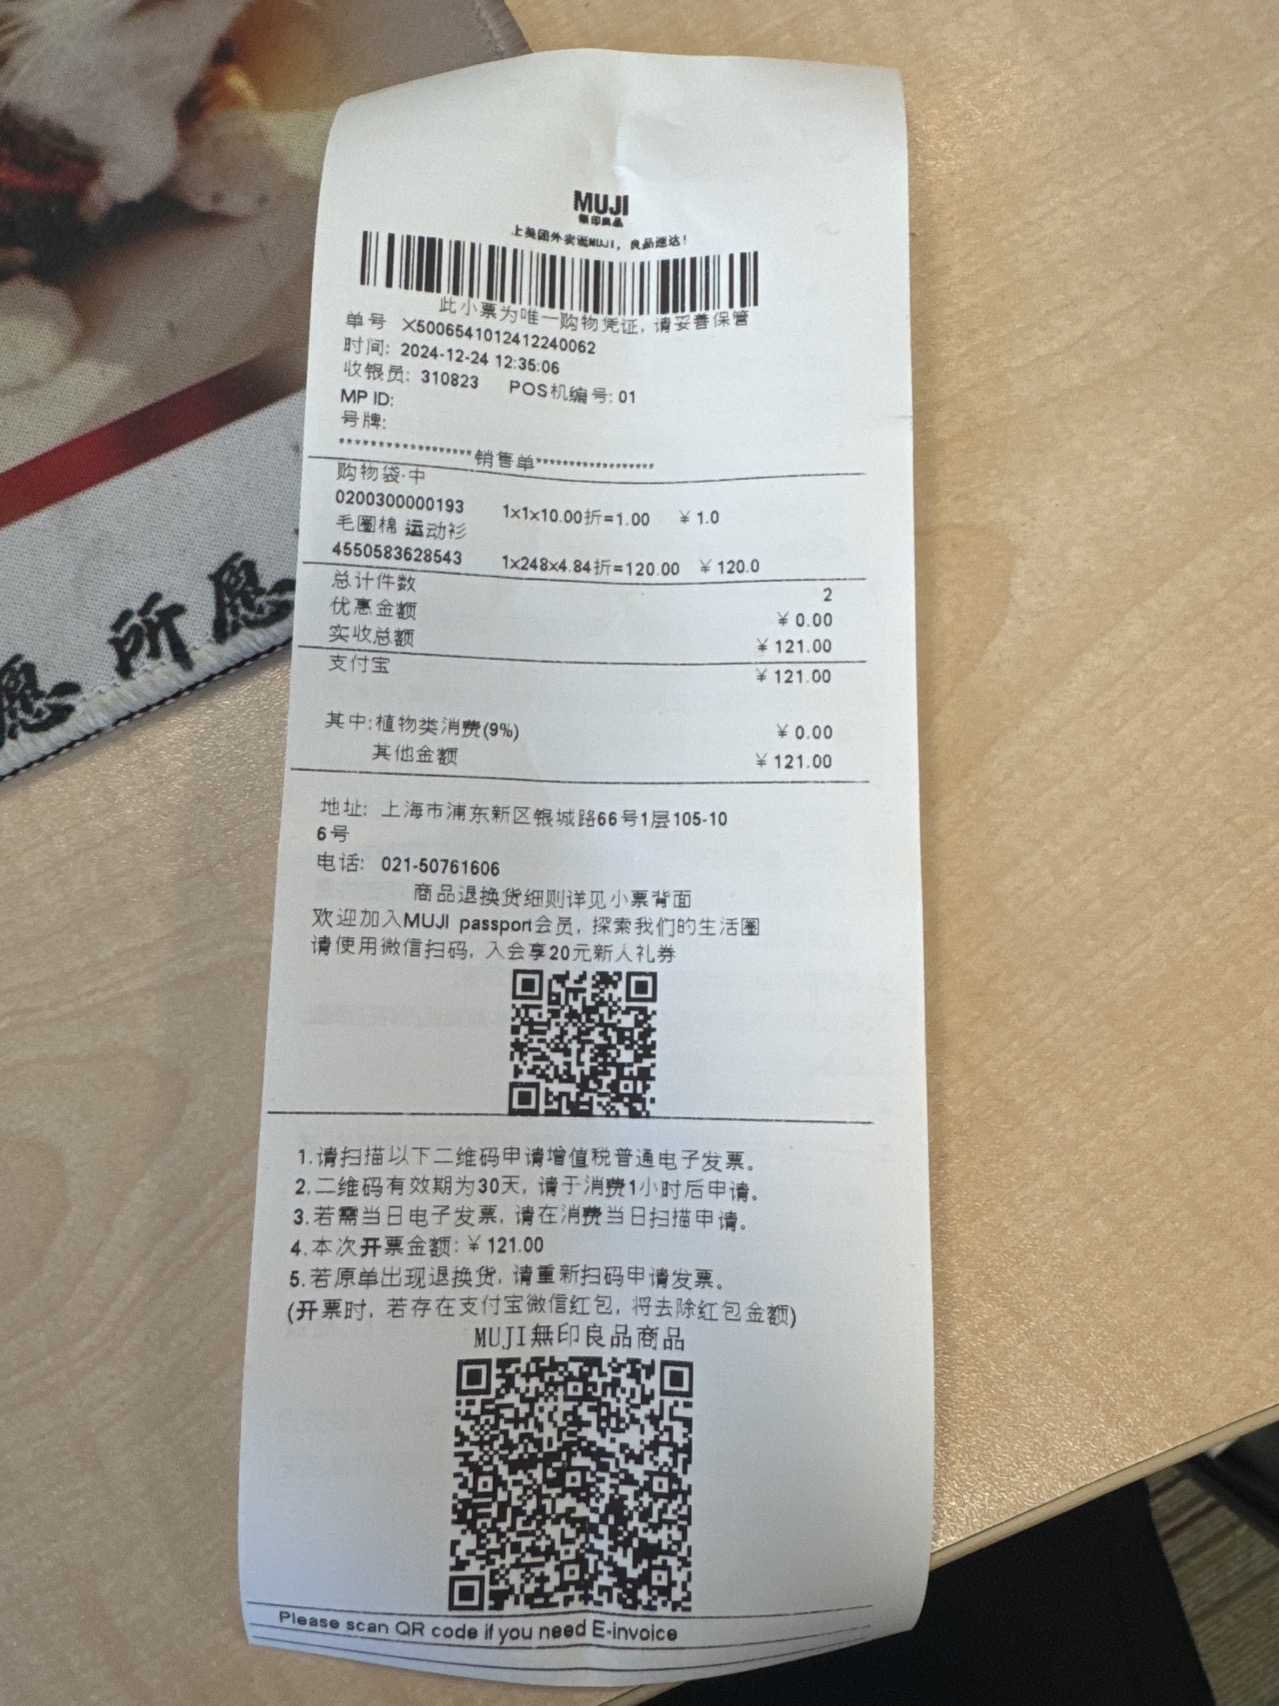 MUJI
無印良品
上美团外卖逛MUJI，良品速达！
此小票为唯一购物凭证，请妥善保管
单号 X5006541012412240062
时间: 2024-12-24 12:35:06
收银员: 310823 POS机编号: 01
MP ID:
号牌:
******************销售单******************
购物袋·中
0200300000193 1x1x10.00折=1.00 ￥1.0
毛圈棉 运动衫
4550583628543 1x248x4.84折=120.00 ￥120.0
总计件数 2
优惠金额 ￥0.00
实收总额 ￥121.00
支付宝 ￥121.00
其中:植物类消费(9%) ￥0.00
其他金额 ￥121.00
地址: 上海市浦东新区银城路66号1层105-10
6号
电话: 021-50761606
商品退换货细则详见小票背面
欢迎加入MUJI passport会员, 探索我们的生活圈
请使用微信扫码, 入会享20元新人礼券
1.请扫描以下二维码申请增值税普通电子发票。
2.二维码有效期为30天, 请于消费1小时后申请。
3.若需当日电子发票, 请在消费当日扫描申请。
4.本次开票金额:￥121.00
5.若原单出现退换货, 请重新扫码申请发票。
(开票时, 若存在支付宝微信红包, 将去除红包金额)
MUJI無印良品商品
Please scan QR code if you need E-invoice
愿 所愿